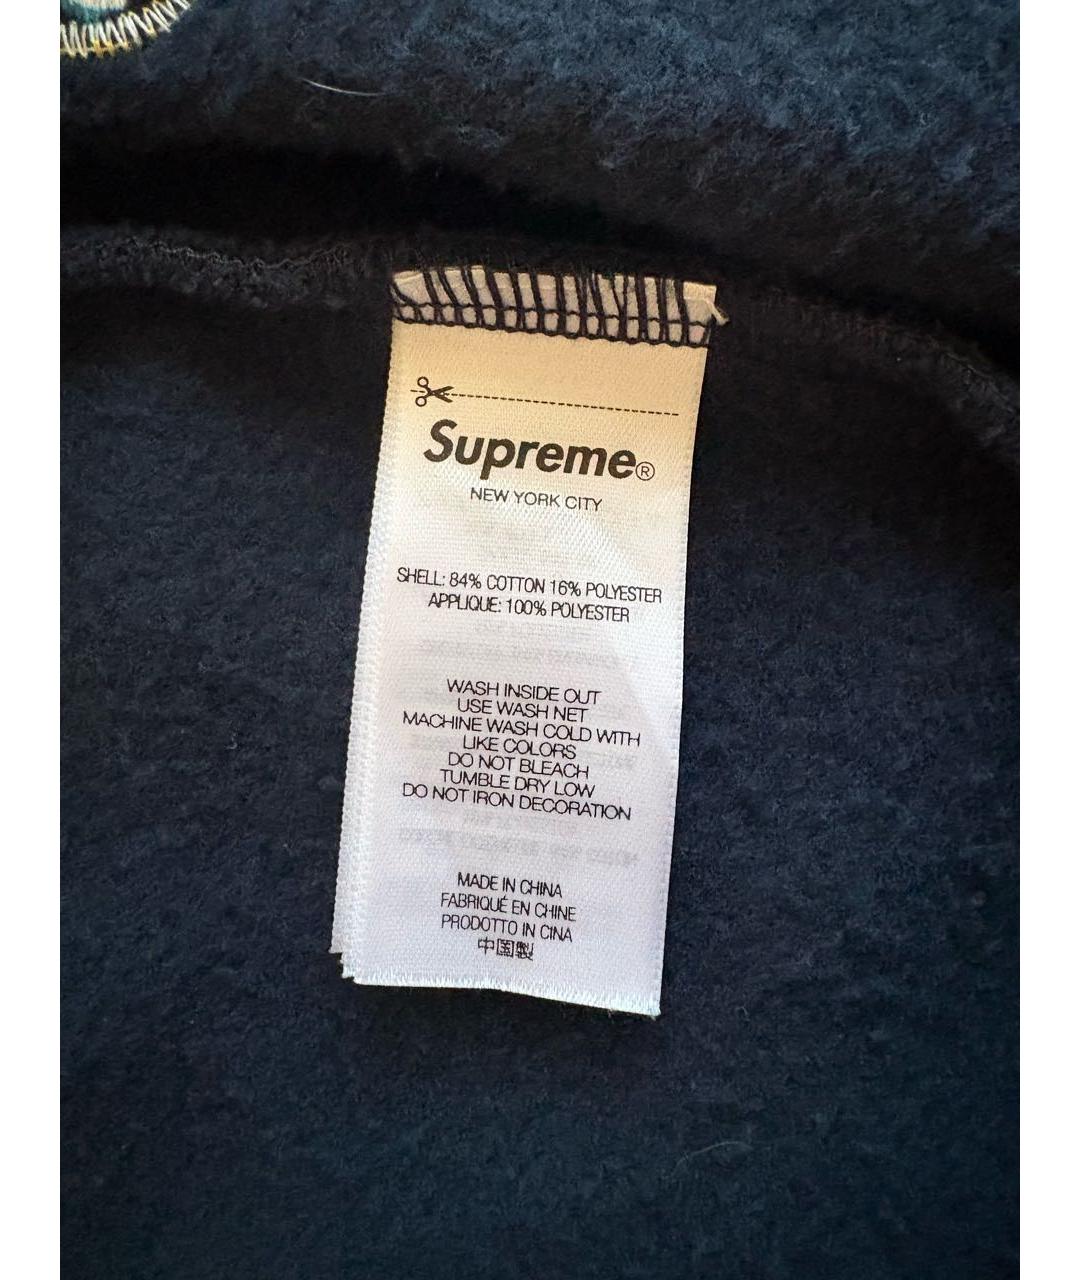 Supreme®
NEW YORK CITY
SHELL: 84% COTTON 16% POLYESTER
APPLIQUE: 100% POLYESTER
WASH INSIDE OUT
USE WASH NET
MACHINE WASH COLD WITH
LIKE COLORS
DO NOT BLEACH
TUMBLE DRY LOW
DO NOT IRON DECORATION
MADE IN CHINA
FABRIQUÉ EN CHINE
PRODOTTO IN CINA
中国製